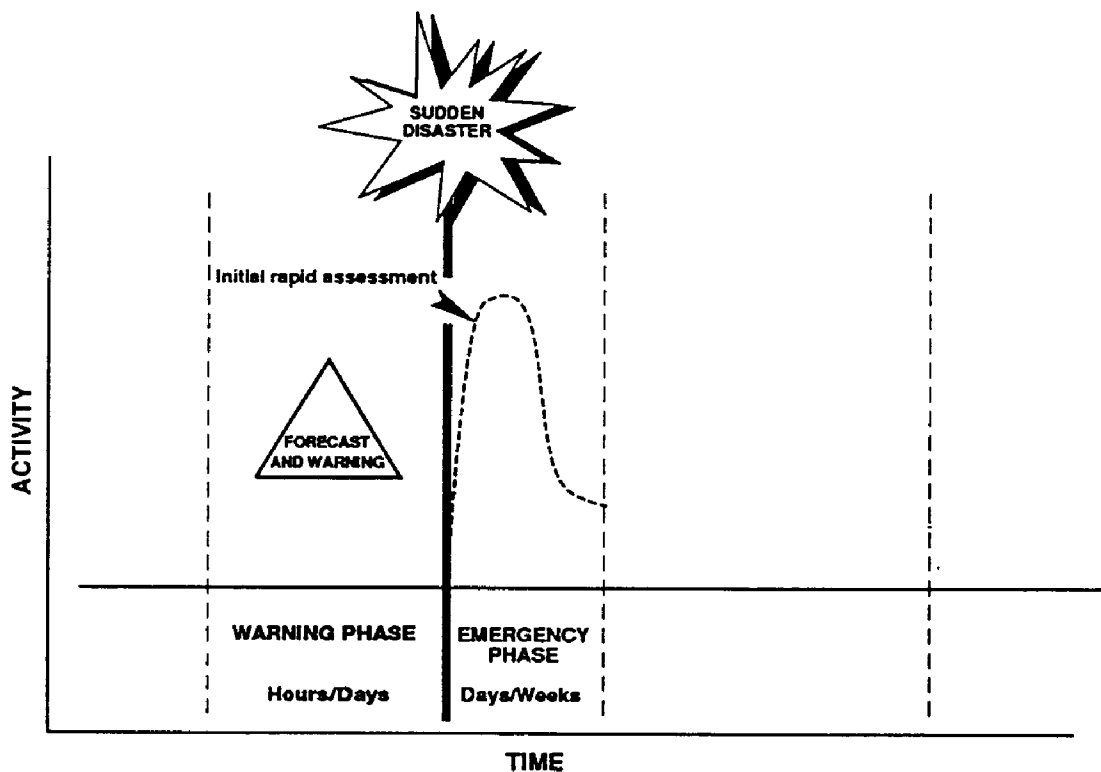 SUDDEN
DISASTER
Initial rapid assessment
ACTIVITY
FORECAST
AND WARNING
WARNING PHASE
Hours/Days
EMERGENCY
PHASE
Days/Weeks
TIME